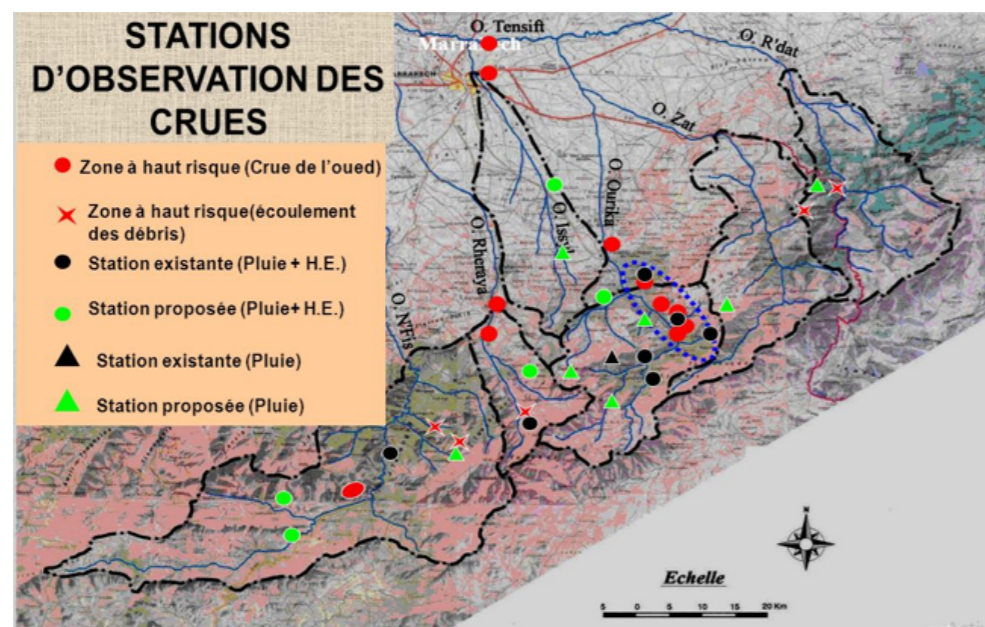 STATIONS
D'OBSERVATION DES
CRUES
Zone à haut risque (Crue de l'oued)
Zone à haut risque(écoulement
des débris)
Station existante (Pluie + H.E.)
Station proposée (Pluie+ H.E.)
Station existante (Pluie)
Station proposée (Pluie)
O. Tensift
Marrakech
O. R'dat
O. Zat
O. Ourika
O. Issyl
O. Rheraya
O. N'Fis
N
Echelle
5 0 5 10 15 20 Km